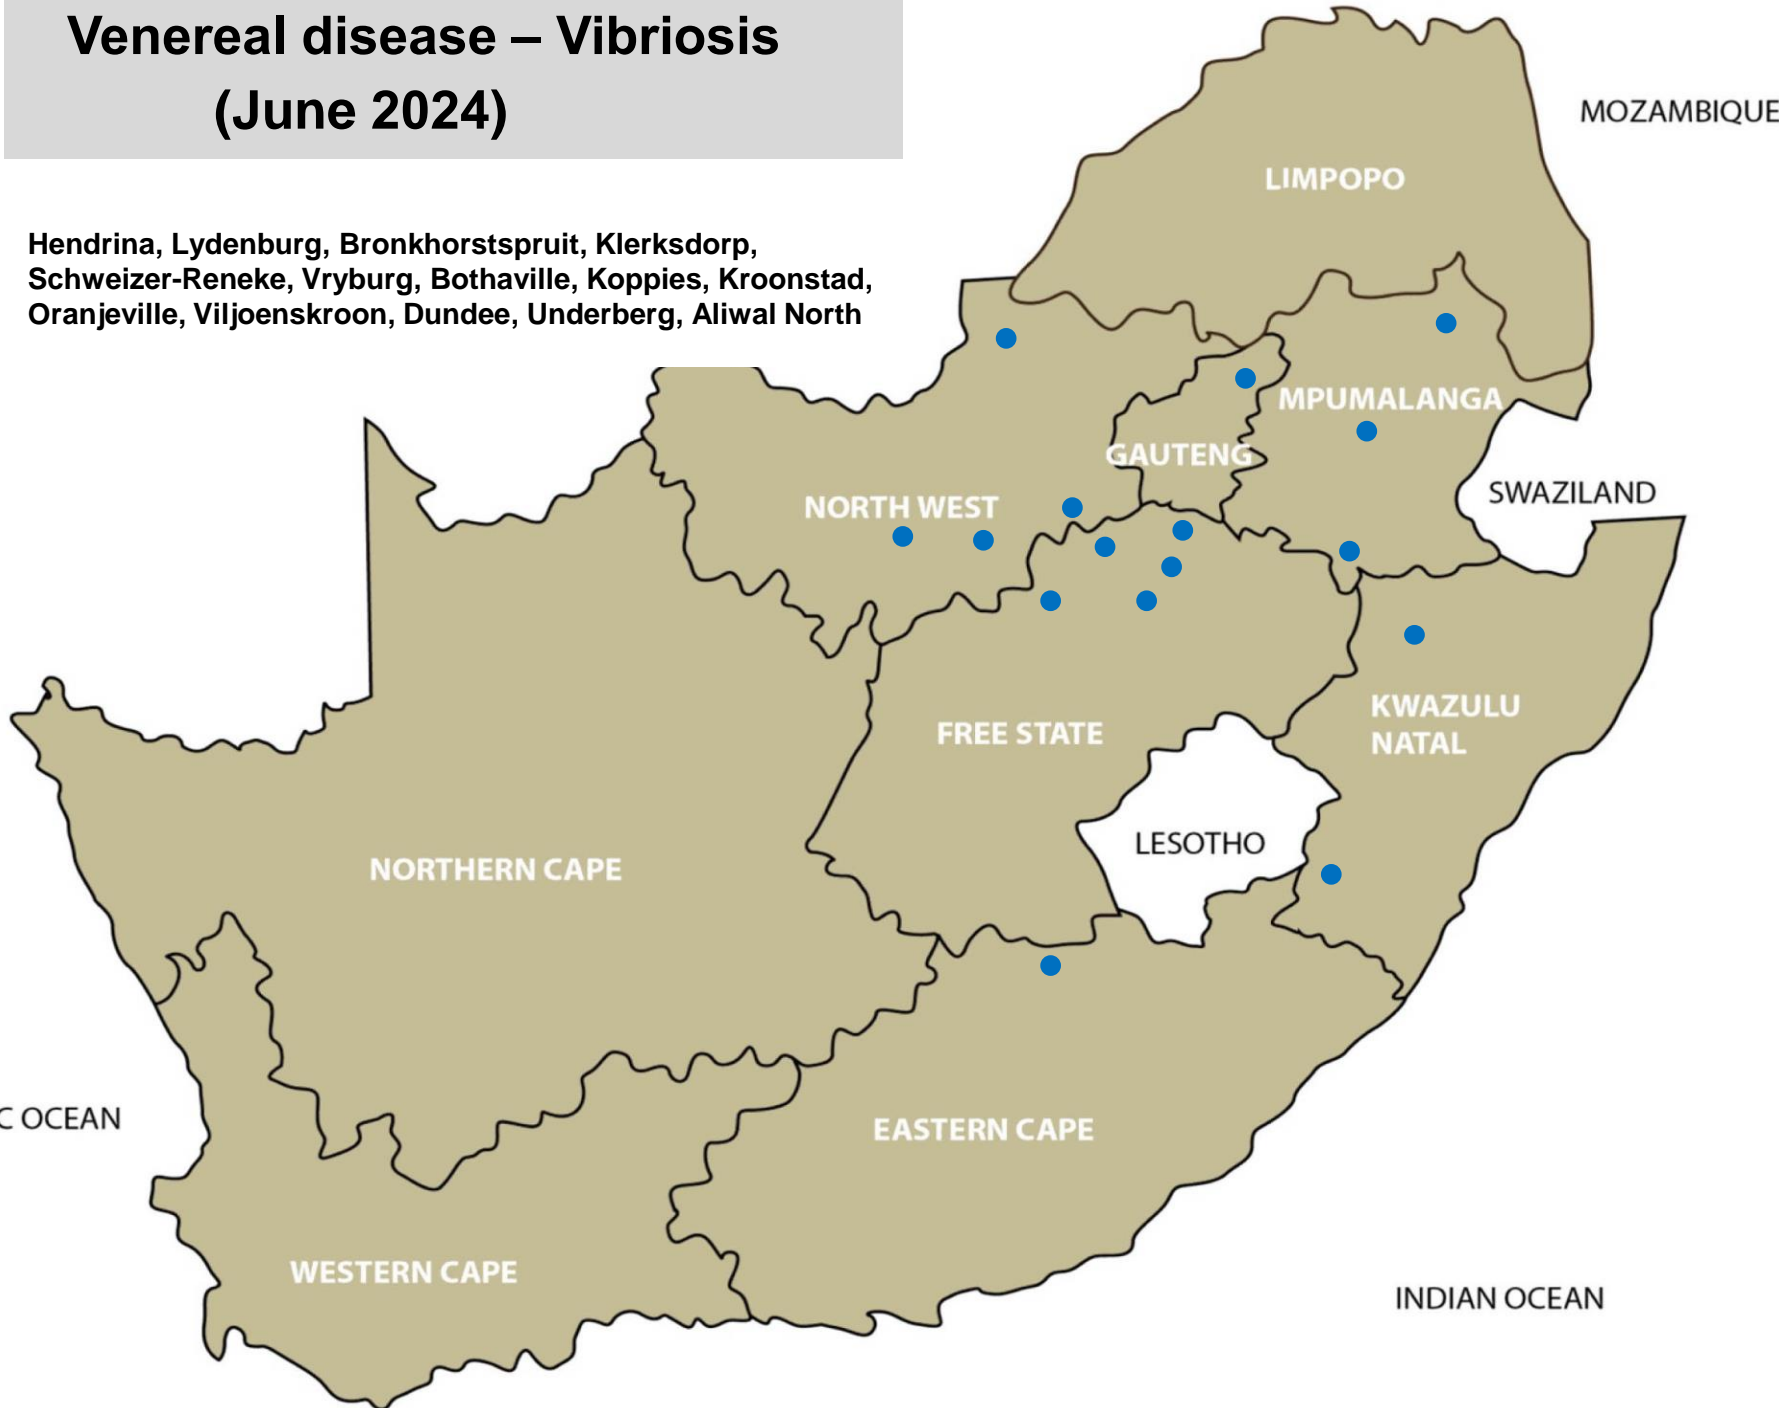 Venereal disease – Vibriosis
(June 2024)
MOZAMBIQUE
LIMPOPO
Hendrina, Lydenburg, Bronkhorstspruit, Klerksdorp,
Schweizer-Reneke, Vryburg, Bothaville, Koppies, Kroonstad,
Oranjeville, Viljoenskroon, Dundee, Underberg, Aliwal North
MPUMALANGA
GAUTENG
SWAZILAND
NORTH WEST
KWAZULU
NATAL
FREE STATE
LESOTHO
NORTHERN CAPE
C OCEAN
EASTERN CAPE
WESTERN CAPE
INDIAN OCEAN